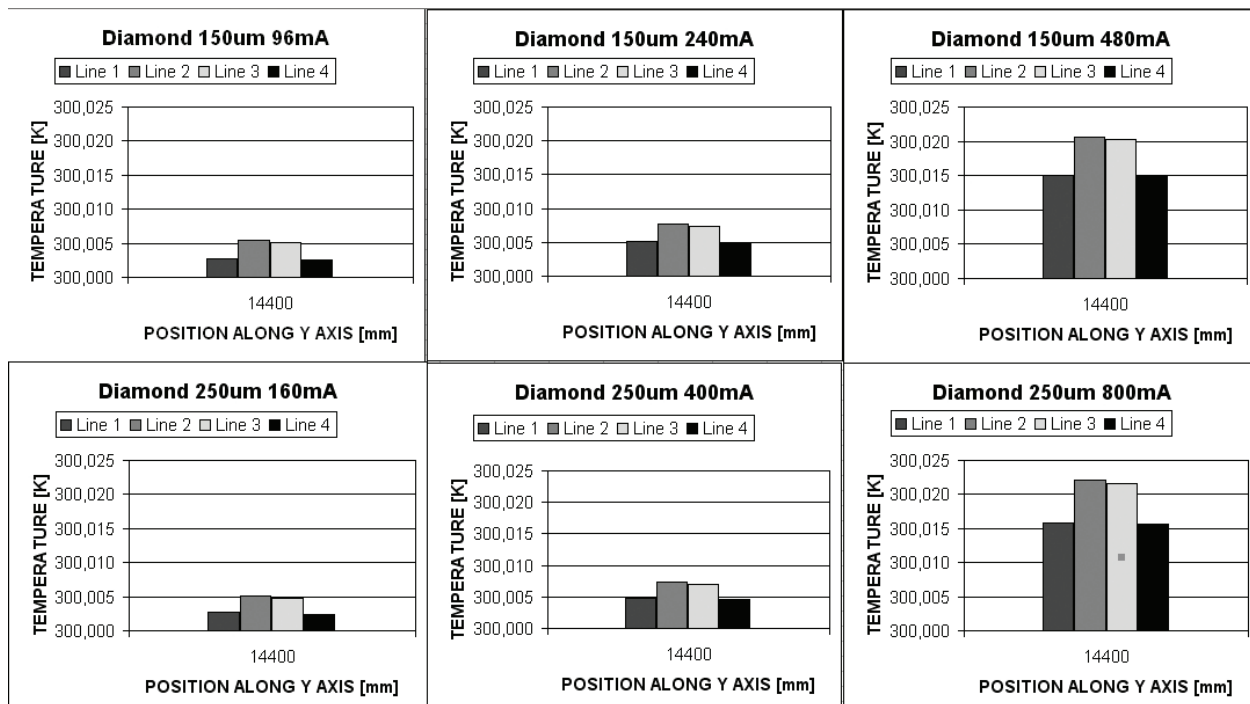 Diamond 150um 96mA
Line 1 Line 2 Line 3 Line 4
TEMPERATURE [K]
300,025
300,020
300,015
300,010
300,005
300,000
14400
POSITION ALONG Y AXIS [mm]
Diamond 150um 240mA
Line 1 Line 2 Line 3 Line 4
TEMPERATURE [K]
300,025
300,020
300,015
300,010
300,005
300,000
14400
POSITION ALONG Y AXIS [mm]
Diamond 150um 480mA
Line 1 Line 2 Line 3 Line 4
TEMPERATURE [K]
300,025
300,020
300,015
300,010
300,005
300,000
14400
POSITION ALONG Y AXIS [mm]
Diamond 250um 160mA
Line 1 Line 2 Line 3 Line 4
TEMPERATURE [K]
300,025
300,020
300,015
300,010
300,005
300,000
14400
POSITION ALONG Y AXIS [mm]
Diamond 250um 400mA
Line 1 Line 2 Line 3 Line 4
TEMPERATURE [K]
300,025
300,020
300,015
300,010
300,005
300,000
14400
POSITION ALONG Y AXIS [mm]
Diamond 250um 800mA
Line 1 Line 2 Line 3 Line 4
TEMPERATURE [K]
300,025
300,020
300,015
300,010
300,005
300,000
14400
POSITION ALONG Y AXIS [mm]